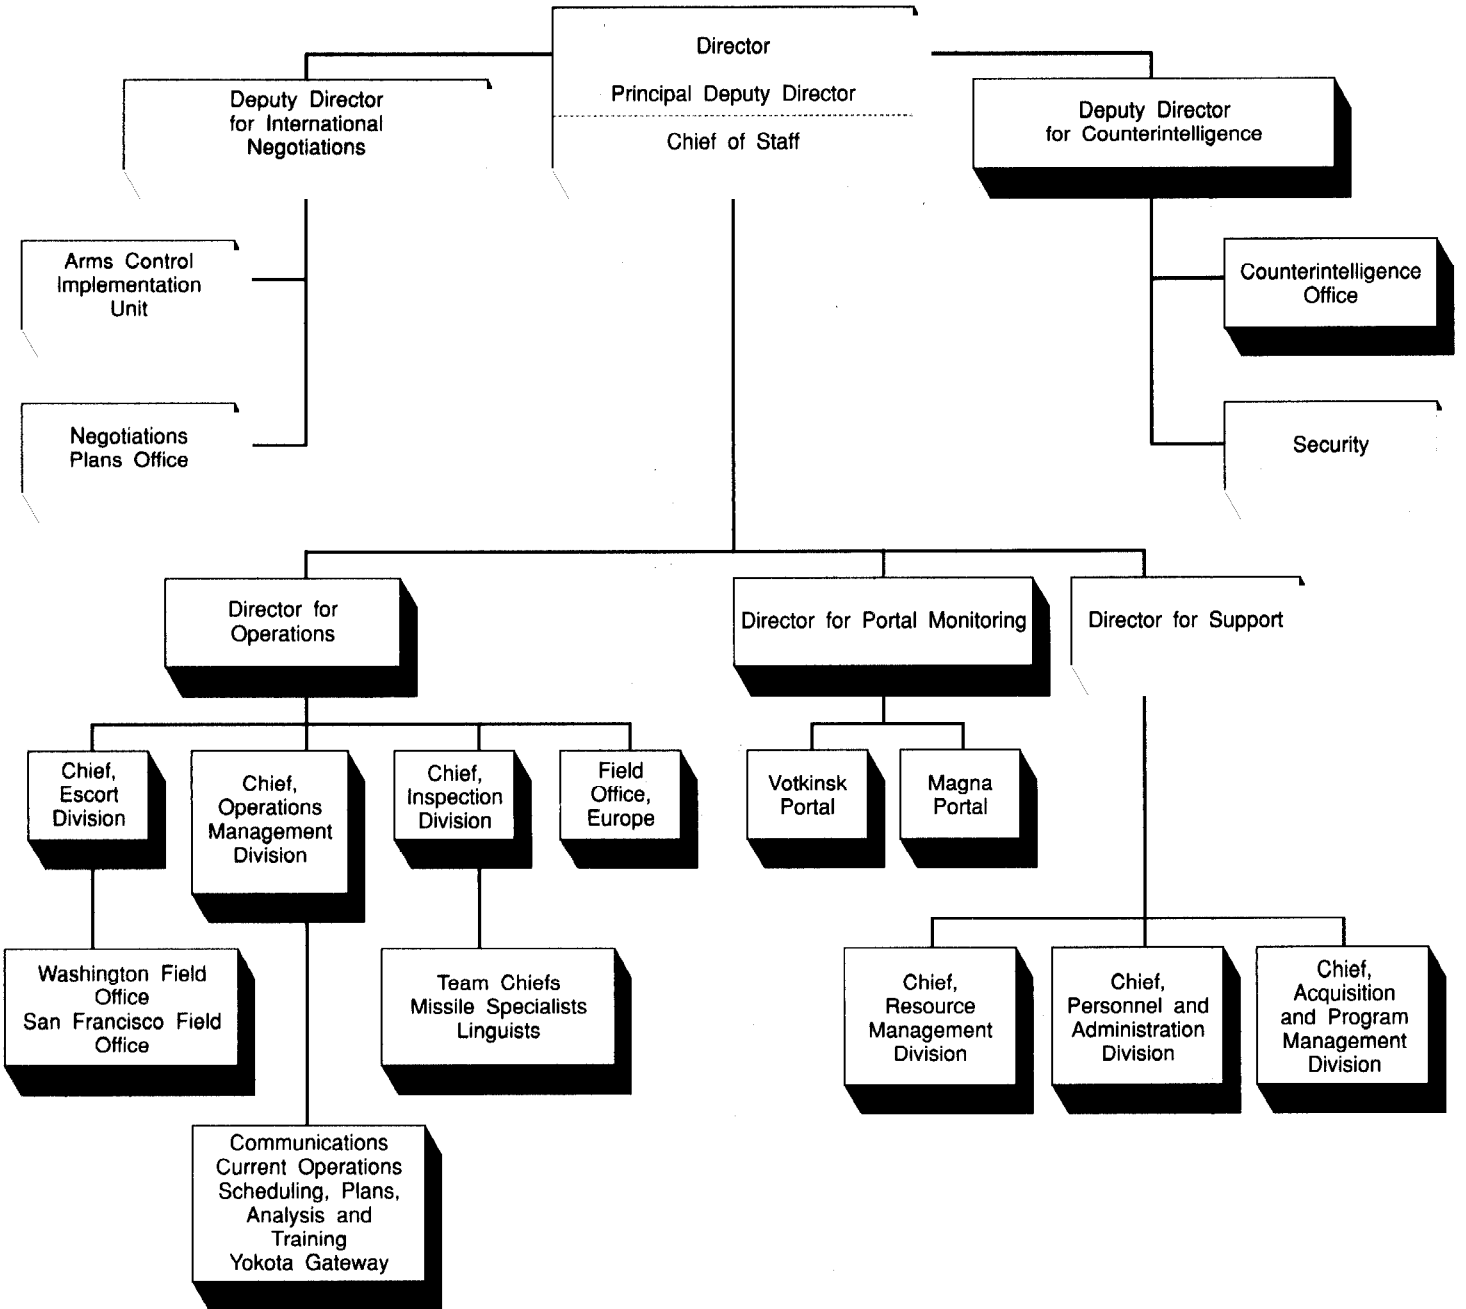 Director
Principal Deputy Director
Chief of Staff
Deputy Director
for International
Negotiations
Deputy Director
for Counterintelligence
Arms Control
Implementation
Unit
Counterintelligence
Office
Negotiations
Plans Office
Security
Director for
Operations
Director for Portal Monitoring
Director for Support
Chief,
Escort
Division
Chief,
Operations
Management
Division
Chief,
Inspection
Division
Field
Office,
Europe
Votkinsk
Portal
Magna
Portal
Washington Field
Office
San Francisco Field
Office
Team Chiefs
Missile Specialists
Linguists
Chief,
Resource
Management
Division
Chief,
Personnel and
Administration
Division
Chief,
Acquisition
and Program
Management
Division
Communications
Current Operations
Scheduling, Plans,
Analysis and
Training
Yokota Gateway